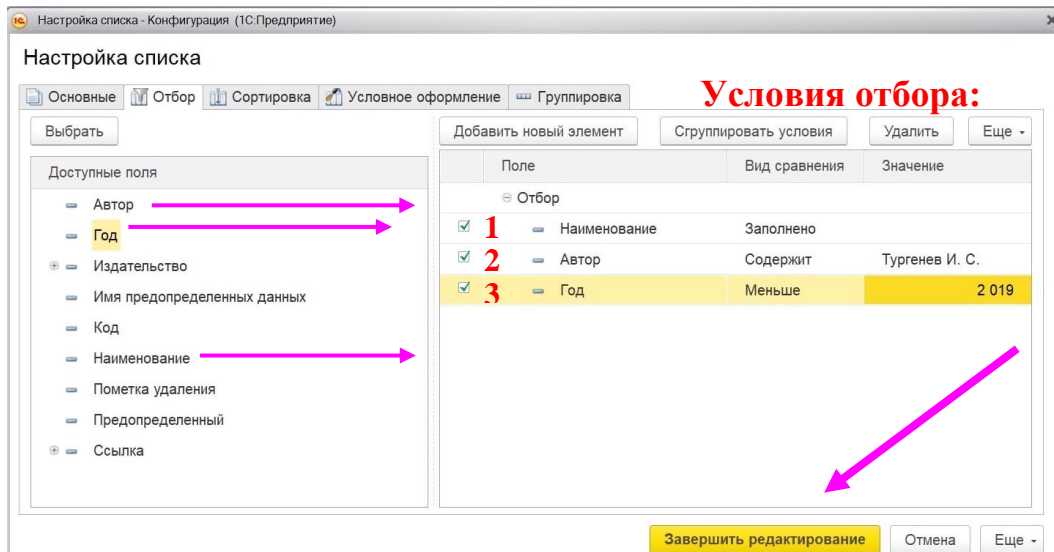 1С Настройка списка - Конфигурация (1С:Предприятие)
Настройка списка
Основные Отбор Сортировка Условное оформление Группировка
Условия отбора:
Выбрать
Добавить новый элемент Сгруппировать условия Удалить Еще
Доступные поля
Автор
Год
Издательство
Имя предопределенных данных
Код
Наименование
Пометка удаления
Предопределенный
Ссылка
Поле Вид сравнения Значение
Отбор
1 Наименование Заполнено
2 Автор Содержит Тургенев И. С.
3 Год Меньше 2 019
Завершить редактирование Отмена Еще